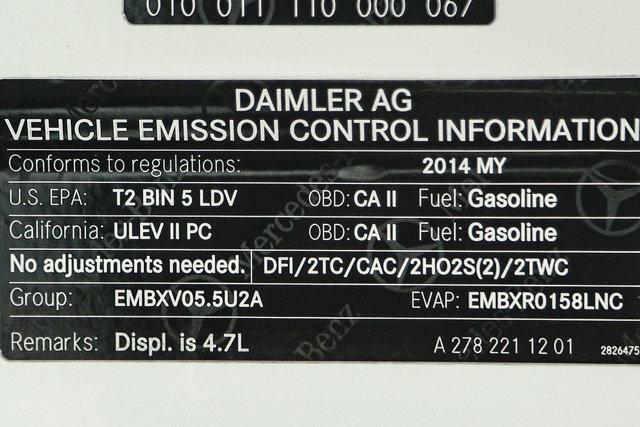 010 011 110 000 067
DAIMLER AG
VEHICLE EMISSION CONTROL INFORMATION
Conforms to regulations: 2014 MY
U.S. EPA: T2 BIN 5 LDV OBD: CA II Fuel: Gasoline
California: ULEV II PC OBD: CA II Fuel: Gasoline
No adjustments needed. DFI/2TC/CAC/2HO2S(2)/2TWC
Group: EMBXV05.5U2A EVAP: EMBXR0158LNC
Remarks: Displ. is 4.7L A 278 221 12 01 2826475
Mercedes-
Benz